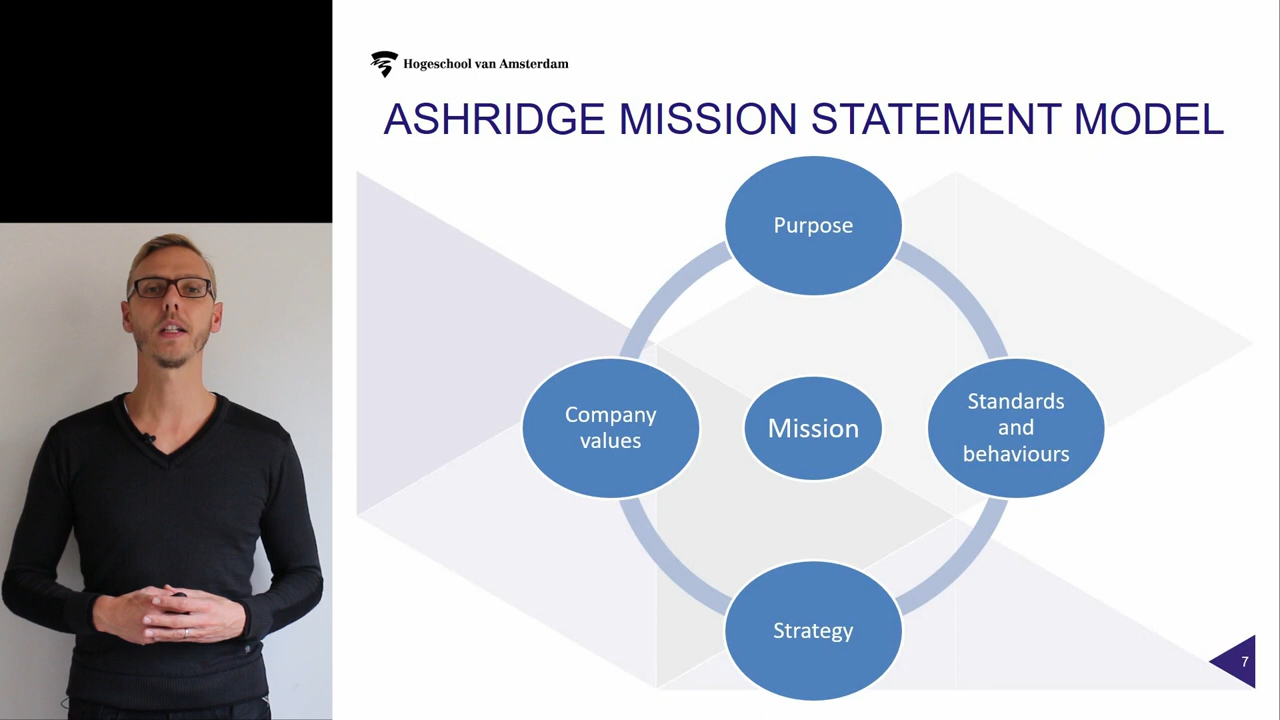 Hogeschool van Amsterdam
ASHRIDGE MISSION STATEMENT MODEL
Purpose
Company
values
Mission
Standards
and
behaviours
Strategy
7